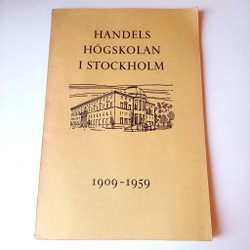 HANDELS
HÖGSKOLAN
I STOCKHOLM
1909-1959